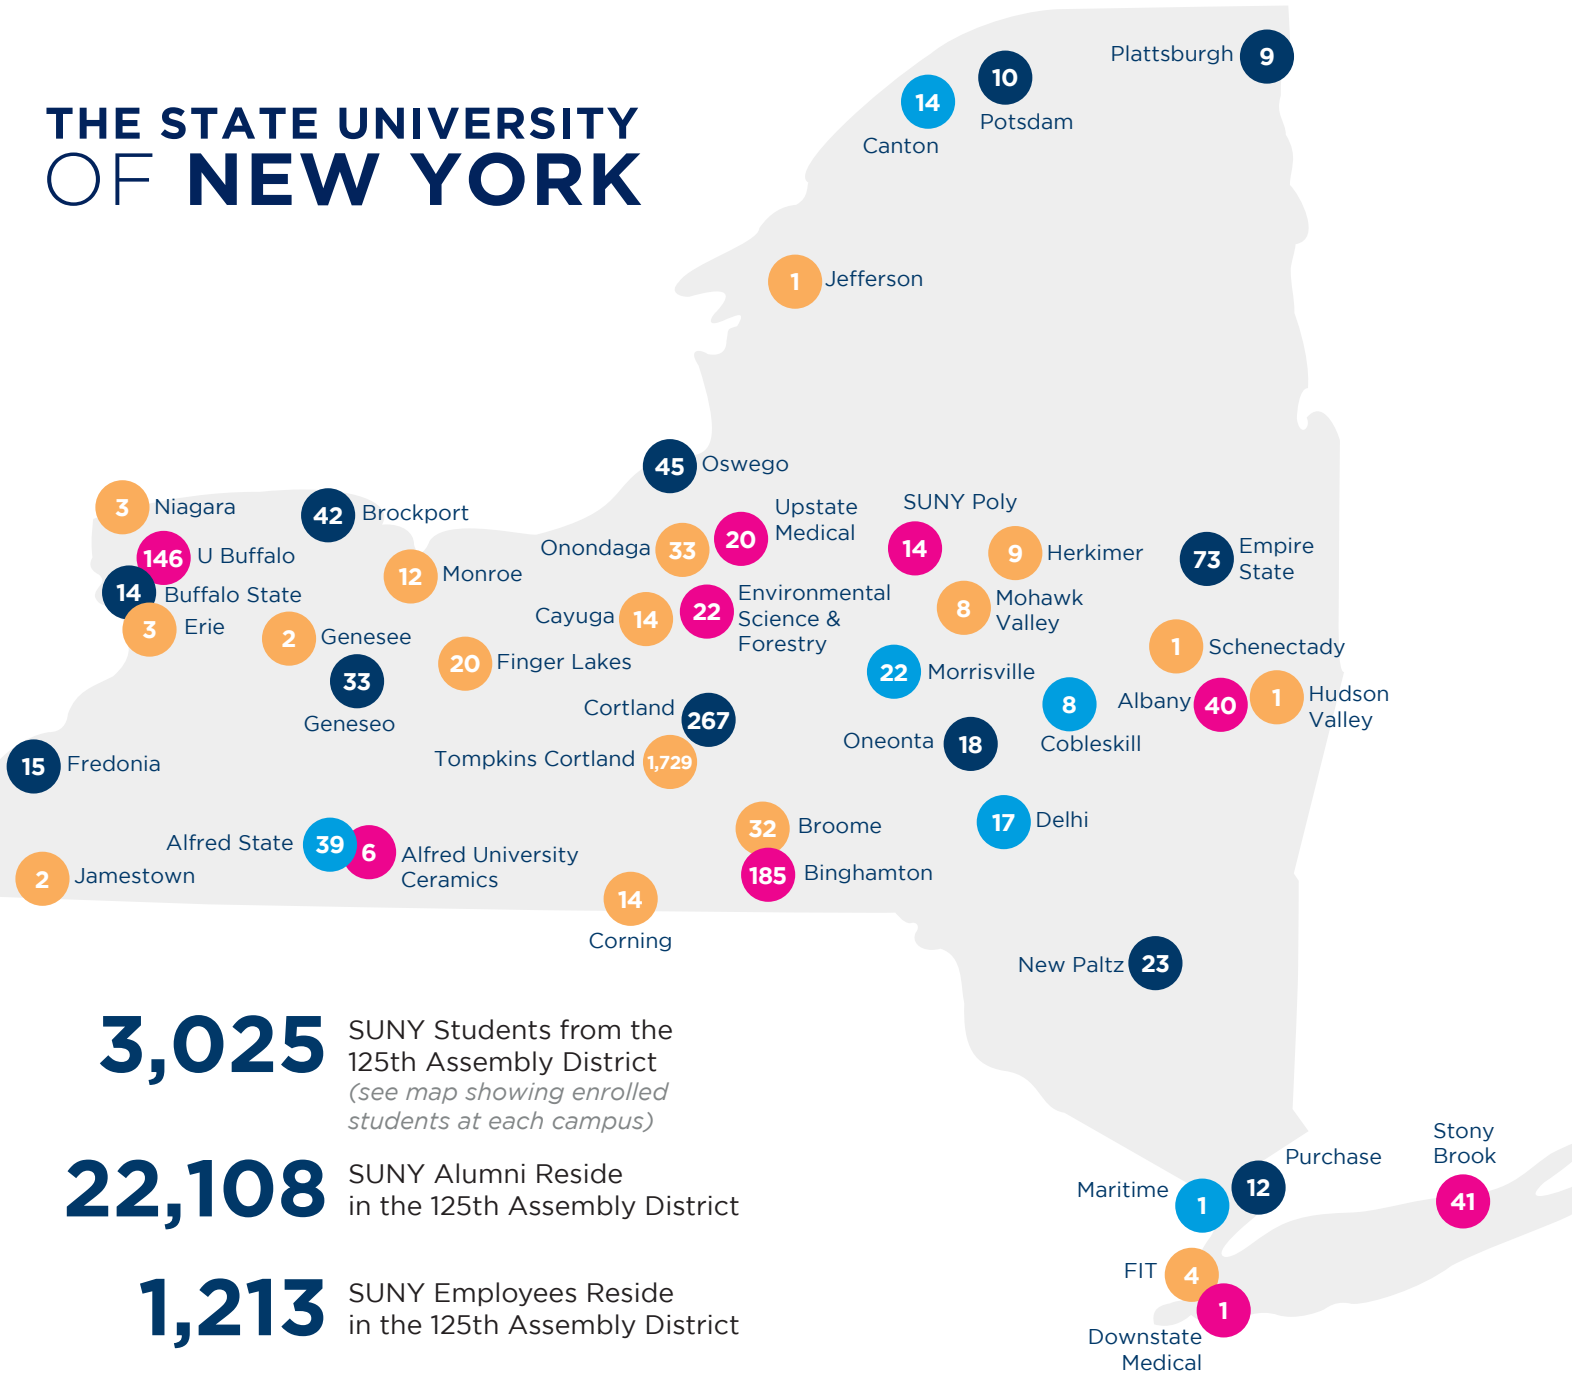 THE STATE UNIVERSITY
OF NEW YORK
Plattsburgh 9
10
Potsdam
14
Canton
1 Jefferson
45 Oswego
3 Niagara
42 Brockport
Upstate
Medical
20
SUNY Poly
14
146 U Buffalo
Onondaga 33
9 Herkimer
73 Empire
State
14 Buffalo State
12 Monroe
Cayuga 14
22 Environmental
Science &
Forestry
8 Mohawk
Valley
3 Erie
2 Genesee
20 Finger Lakes
1 Schenectady
33
Geneseo
22 Morrisville
8
Cobleskill
Albany 40
1 Hudson
Valley
Cortland 267
Oneonta 18
15 Fredonia
Tompkins Cortland 1,729
17 Delhi
Alfred State 39
6 Alfred University
Ceramics
32 Broome
2 Jamestown
185 Binghamton
14
Corning
New Paltz 23
3,025 SUNY Students from the
125th Assembly District
(see map showing enrolled
students at each campus)
22,108 SUNY Alumni Reside
in the 125th Assembly District
1,213 SUNY Employees Reside
in the 125th Assembly District
Stony
Brook
41
Purchase
12
Maritime
1
FIT 4
1
Downstate
Medical